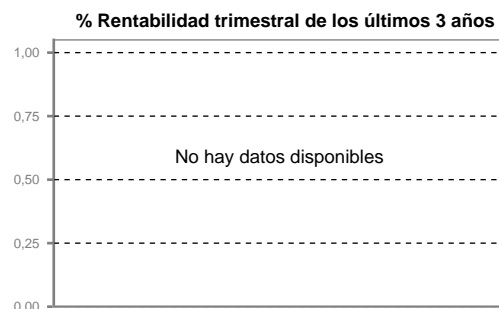 % Rentabilidad trimestral de los últimos 3 años
1,00
0,75
No hay datos disponibles
0,50
0,25
0,00